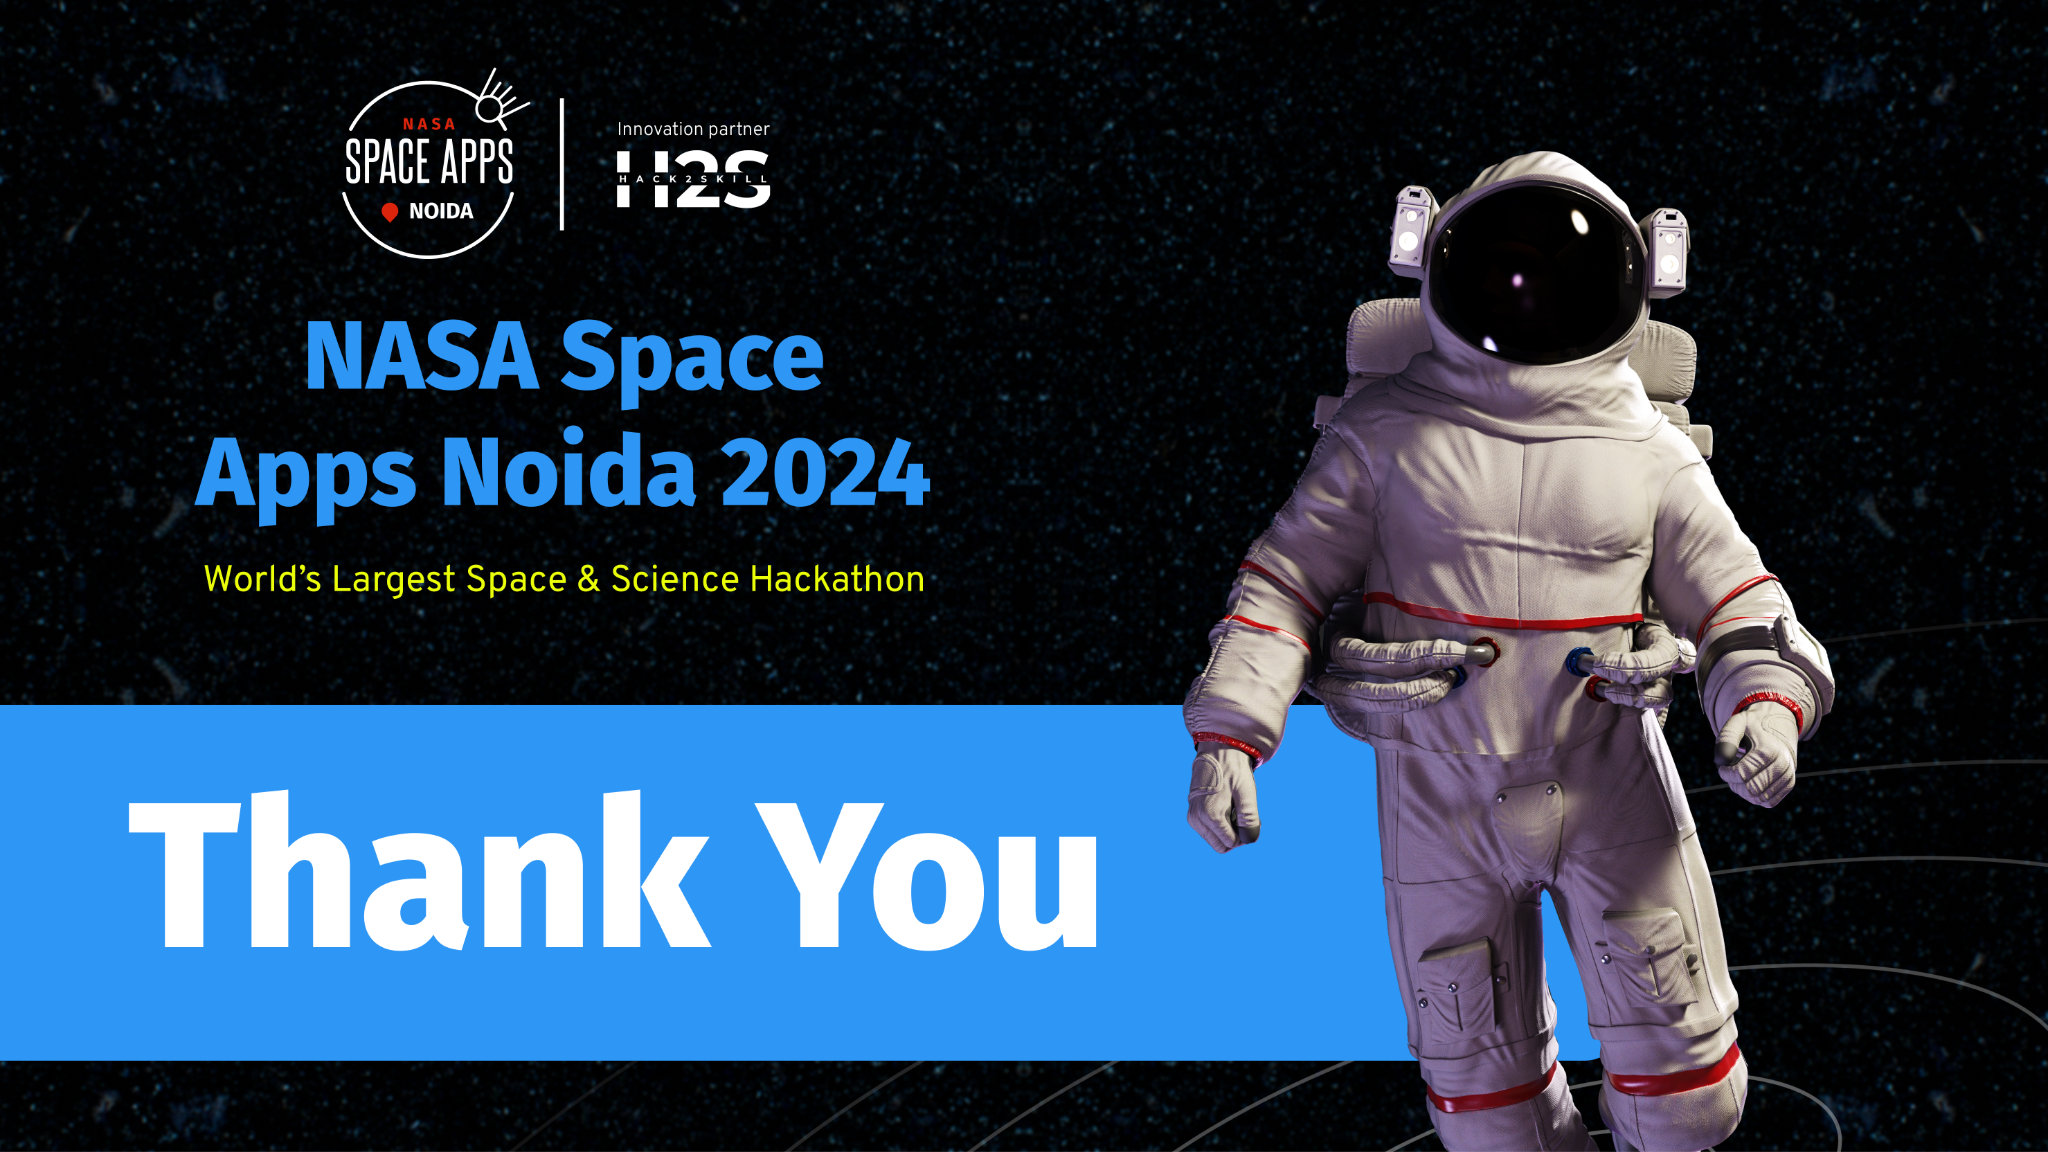 NASA
SPACE APPS
NOIDA
Innovation partner
H2S
HACK2SKILL
NASA Space
Apps Noida 2024
World's Largest Space & Science Hackathon
Thank You